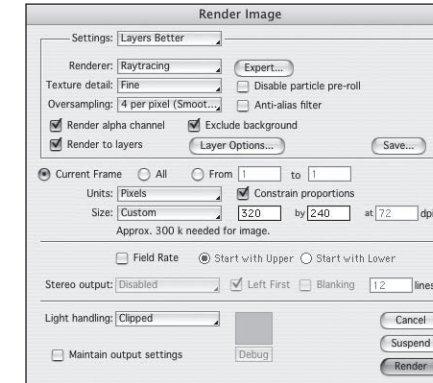 Render Image
Settings: Layers Better
Renderer: Raytracing Expert...
Texture detail: Fine Disable particle pre-roll
Oversampling: 4 per pixel (Smoot... Anti-alias filter
Render alpha channel Exclude background
Render to layers Layer Options... Save...
Current Frame All From 1 to 1
Units: Pixels Constrain proportions
Size: Custom 320 by 240 at 72 dpi
Approx. 300 k needed for image.
Field Rate Start with Upper Start with Lower
Stereo output: Disabled Left First Blanking 12 lines
Light handling: Clipped Cancel
Suspend
Maintain output settings Debug Render